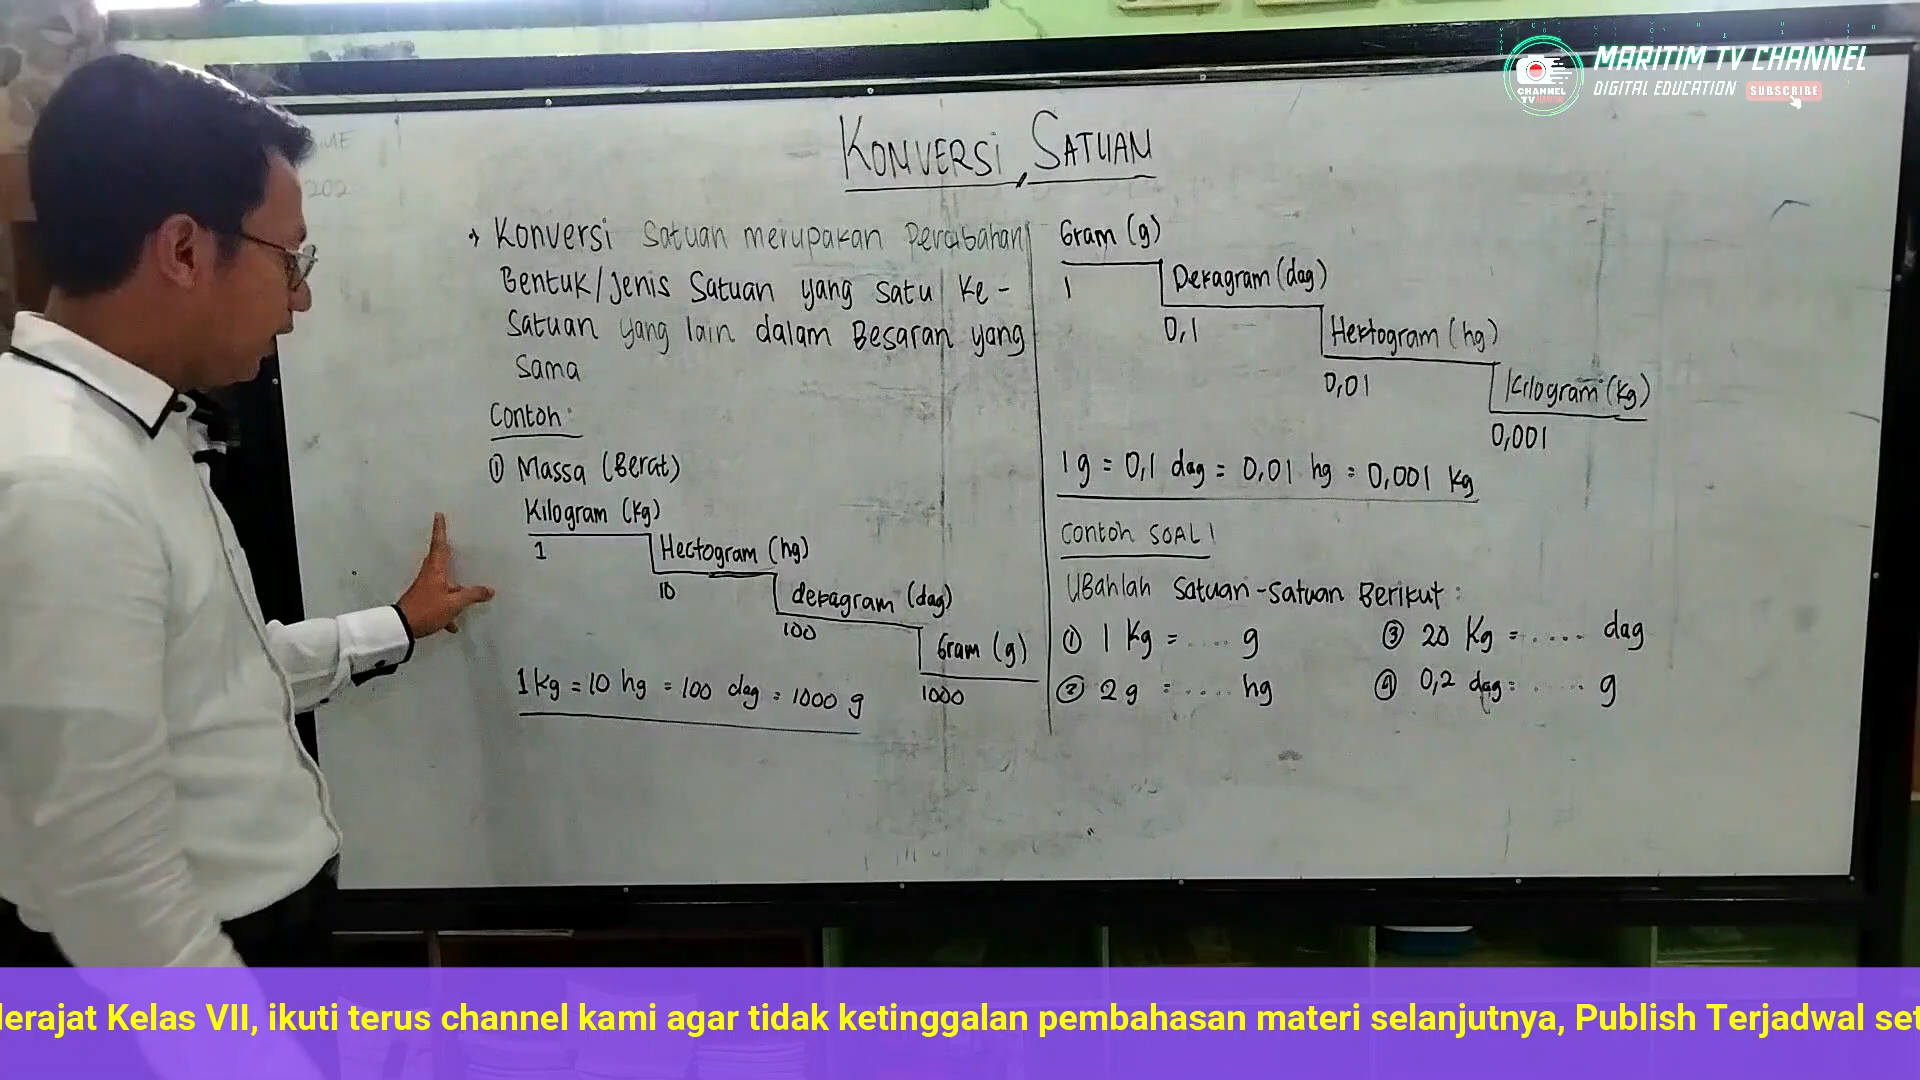 MARITIM TV CHANNEL
DIGITAL EDUCATION SUBSCRIBE
CHANNEL
TV
KONVERSI SATUAN
Konversi Satuan merupakan Perubahan
Bentuk/Jenis Satuan yang satu ke-
Satuan yang lain dalam Besaran yang
Sama
Contoh:
① Massa (Berat)
Kilogram (kg)
1
Hectogram (hg)
10
dekagram (dag)
100
Gram (g)
1000
1 kg = 10 hg = 100 dag = 1000 g
Gram (g)
1
Dekagram (dag)
0,1
Hektogram (hg)
0,01
Kilogram (kg)
0,001
1 g = 0,1 dag = 0,01 hg = 0,001 kg
Contoh SOAL!
Ubahlah Satuan-Satuan Berikut:
① 1 kg = .... g
② 2 g = .... hg
③ 20 kg = ..... dag
④ 0,2 dag = ..... g
derajat Kelas VII, ikuti terus channel kami agar tidak ketinggalan pembahasan materi selanjutnya, Publish Terjadwal set